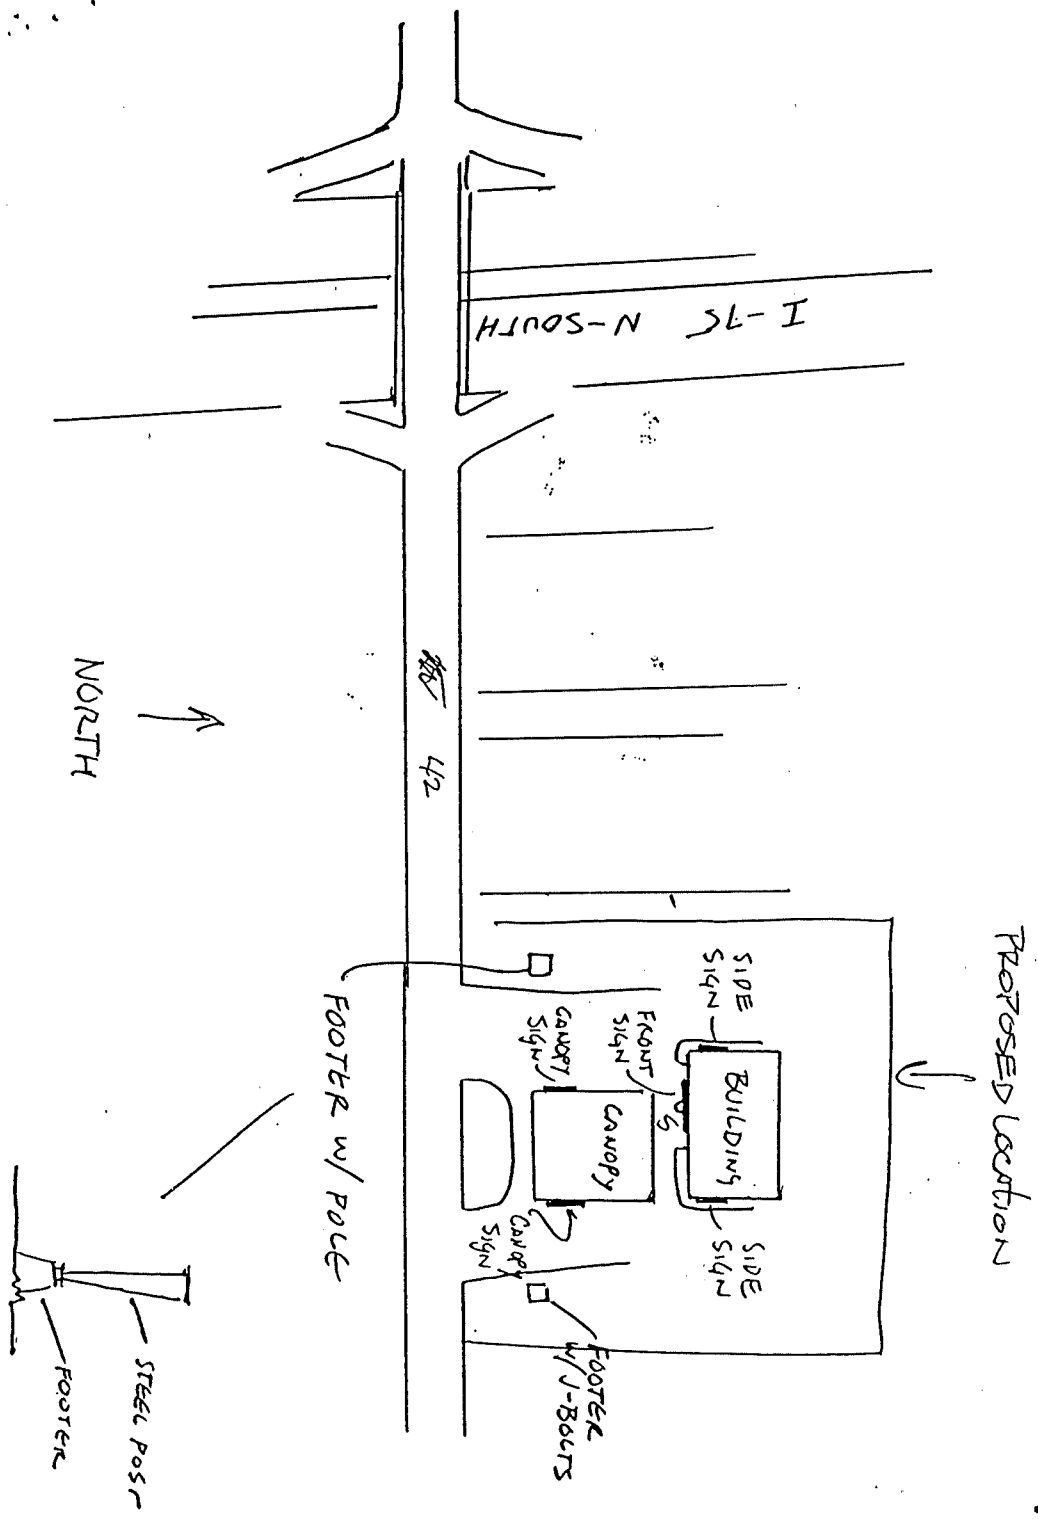 PROPOSED LOCATION
I-75 N-SOUTH
SIDE
SIGN
BUILDING
SIDE
SIGN
FRONT
SIGN
CANOPY
SIGN
CANOPY
CANOPY
SIGN
FOOTER
W/J-BOLTS
42
FOOTER W/ POLE
NORTH
STEEL POST
FOOTER